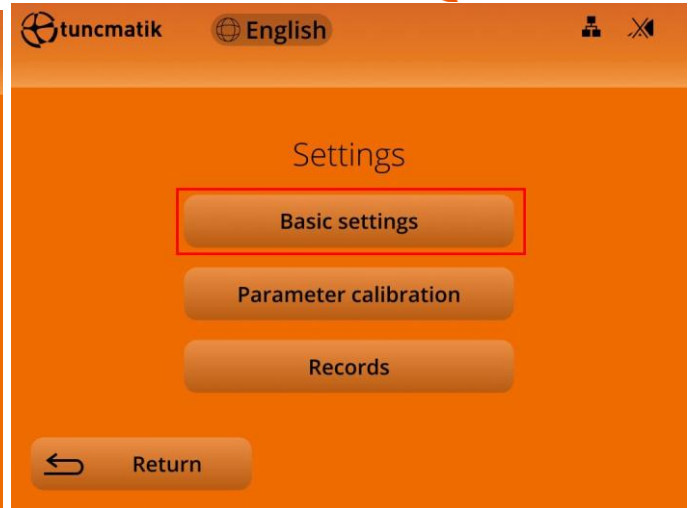 tuncmatik English
Settings
Basic settings
Parameter calibration
Records
Return